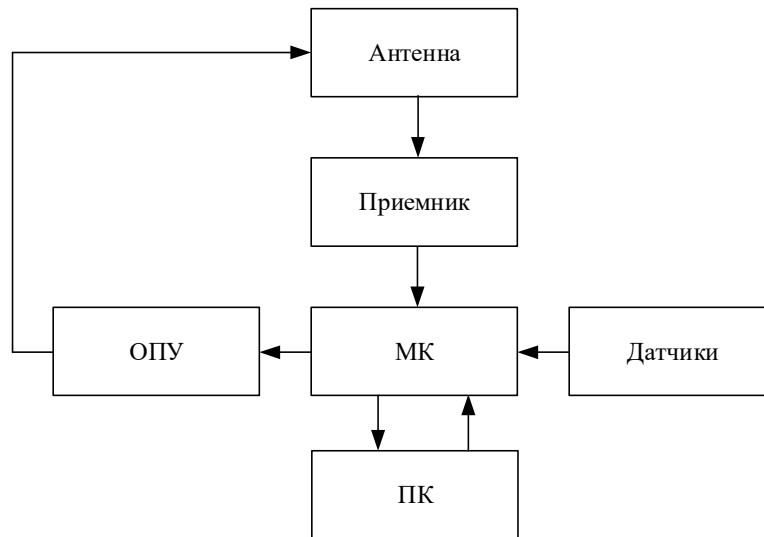 Антенна
Приемник
ОПУ
МК
Датчики
ПК